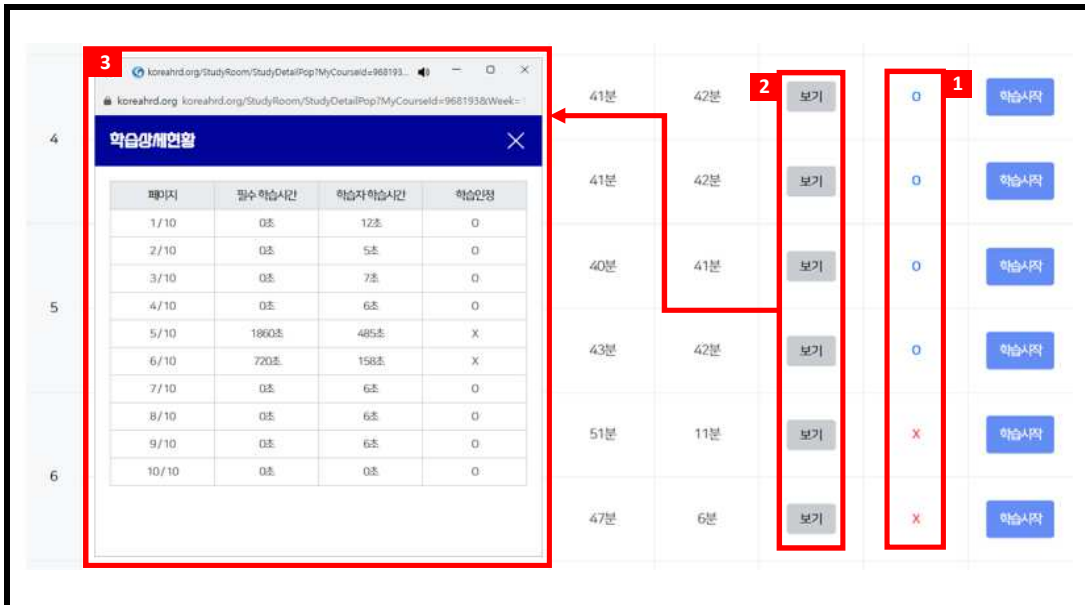 3
koreahrd.org/StudyRoom/StudyDetailPop?MyCourseId=968193...
koreahrd.org koreahrd.org/StudyRoom/StudyDetailPop?MyCourseId=968193&Week=
학습상세현황
페이지 필수 학습시간 학습자 학습시간 학습인정
1/10 0초 12초 O
2/10 0초 5초 O
3/10 0초 7초 O
4/10 0초 6초 O
5/10 1860초 485초 X
6/10 720초 158초 X
7/10 0초 6초 O
8/10 0초 6초 O
9/10 0초 6초 O
10/10 0초 0초 O
2 1
4
41분 42분 보기 O 학습시작
41분 42분 보기 O 학습시작
5
40분 41분 보기 O 학습시작
43분 42분 보기 O 학습시작
6
51분 11분 보기 X 학습시작
47분 6분 보기 X 학습시작